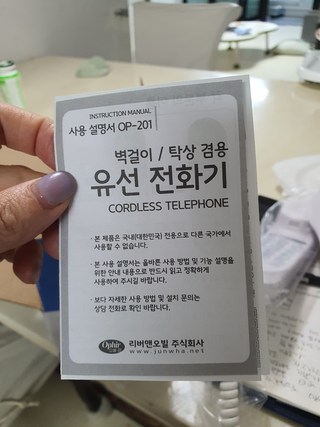 INSTRUCTION MANUAL
사용 설명서 OP-201
벽걸이 / 탁상 겸용
유선 전화기
CORDLESS TELEPHONE
· 본 제품은 국내(대한민국) 전용으로 다른 국가에서
사용할 수 없습니다.
· 본 사용 설명서는 올바른 사용 방법 및 기능 설명을
위한 안내 내용으로 반드시 읽고 정확하게
사용하여 주시길 바랍니다.
· 보다 자세한 사용 방법 및 설치 문의는
상담 전화로 확인 바랍니다.
Ophir
리버앤오빌 주식회사
www.junwha.net